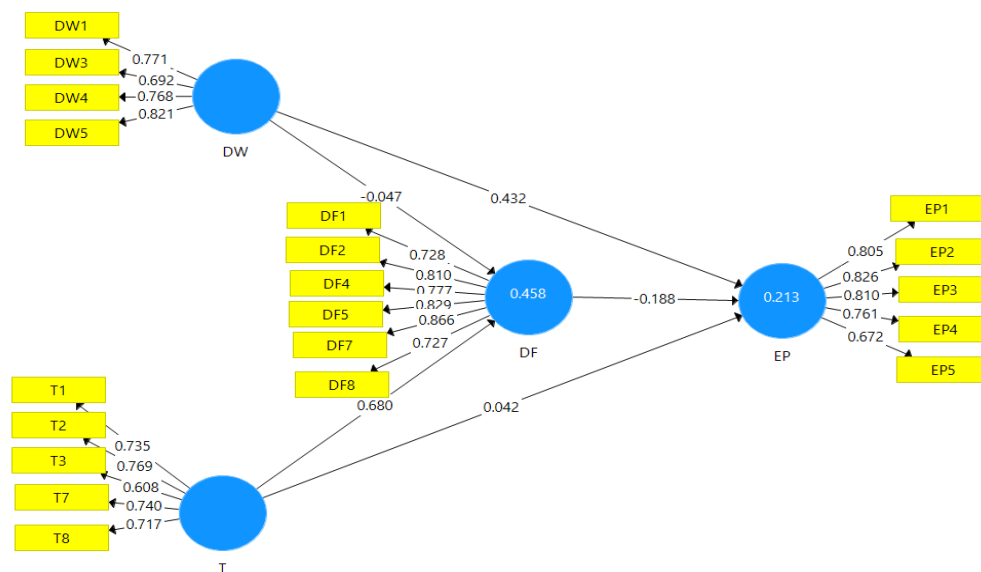 DW1
0.771
DW3
0.692
DW4
0.768
DW5
0.821
DW
-0.047
0.432
DF1
0.728
DF2
0.810
DF4
0.777
DF5
0.829
DF7
0.866
DF8
0.727
0.458
DF
-0.188
0.213
EP
EP1
0.805
EP2
0.826
EP3
0.810
EP4
0.761
EP5
0.672
0.680
0.042
T1
0.735
T2
0.769
T3
0.608
T7
0.740
T8
0.717
T